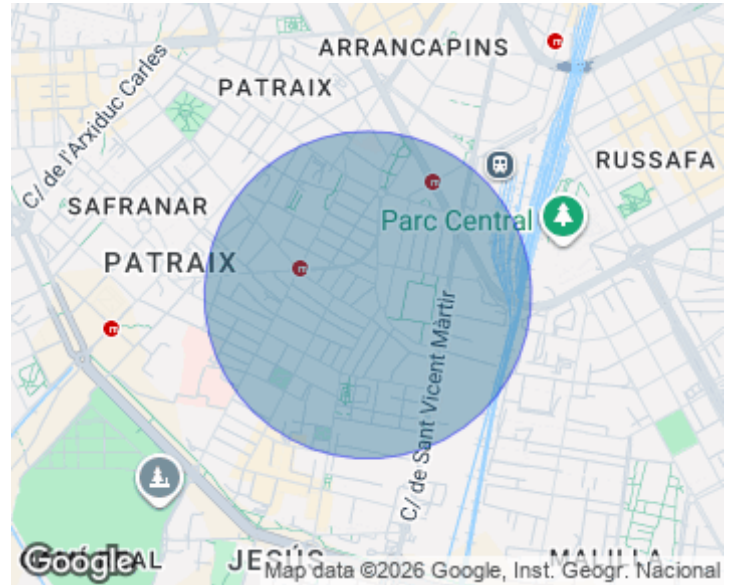 ARRANCAPINS
PATRAIX
C/ de l'Arxiduc Carles
RUSSAFA
SAFRANAR
Parc Central
PATRAIX
C/ de Sant Vicent Màrtir
Google
JESÚS
MALILLA
Map data ©2026 Google, Inst. Geogr. Nacional